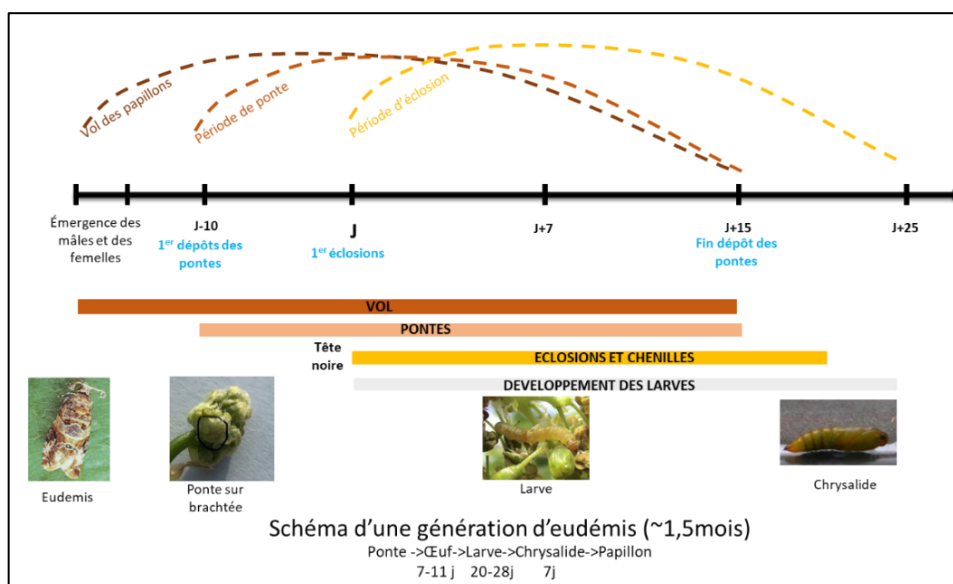 Vol des papillons
Période de ponte
Période d'éclosion
Émergence des
mâles et des
femelles
J-10
1er dépôts des
pontes
J
1er éclosions
J+7
J+15
Fin dépôt des
pontes
J+25
VOL
PONTES
Tête
noire
ECLOSIONS ET CHENILLES
DEVELOPPEMENT DES LARVES
Eudemis
Ponte sur
brachtée
Larve
Chrysalide
Schéma d'une génération d'eudémis (~1,5mois)
Ponte ->Œuf->Larve->Chrysalide->Papillon
7-11 j 20-28j 7j